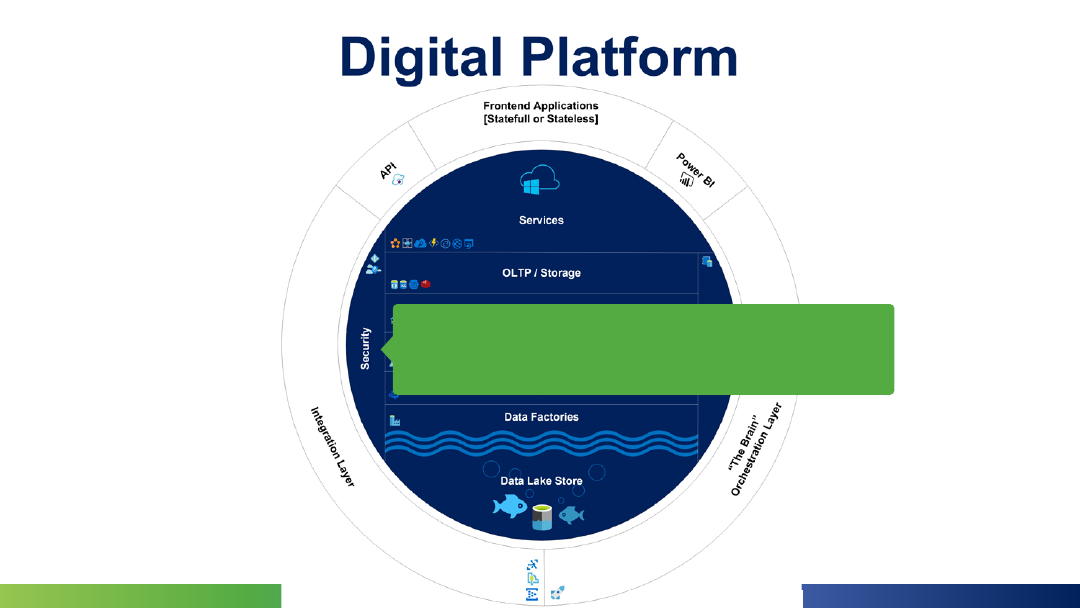 Digital Platform
Frontend Applications
[Statefull or Stateless]
API
Power BI
Services
OLTP / Storage
Security
Data Factories
Integration Layer
"The Brain"
Orchestration Layer
Data Lake Store